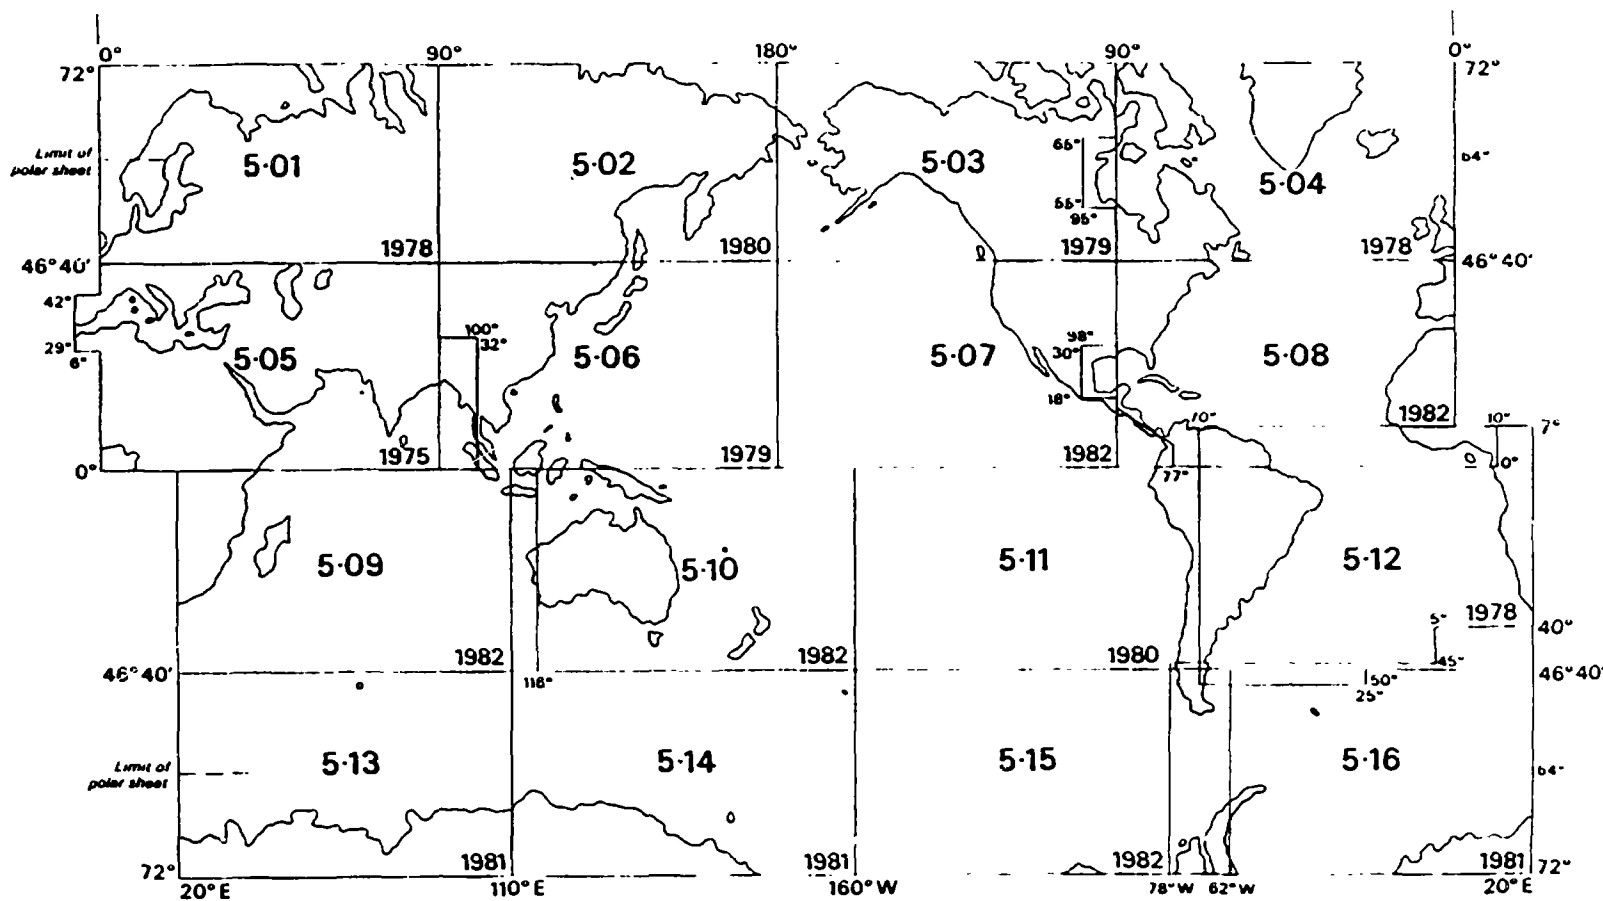 0° 90° 180° 90° 0°
72° 72°
Limit of
polar sheet
5·01 5·02 5·03 65° 5·04 64°
55°
95°
1978 1980 1979 1978
46°40' 46°40'
42°
29°
6°
100°
32°
98°
30°
18°
5·05 5·06 5·07 5·08
1982
70° 10° 7°
1975 1979 1982
0° 77° 0°
5·09 5·10 5·11 5·12
1978
5° 40°
1982 1982 1980 45°
46°40' 116° 50° 46°40'
25°
5·13 5·14 5·15 5·16
Limit of
polar sheet
64°
1981 1981 1982 1981
72° 72°
20°E 110°E 160°W 78°W 62°W 20°E